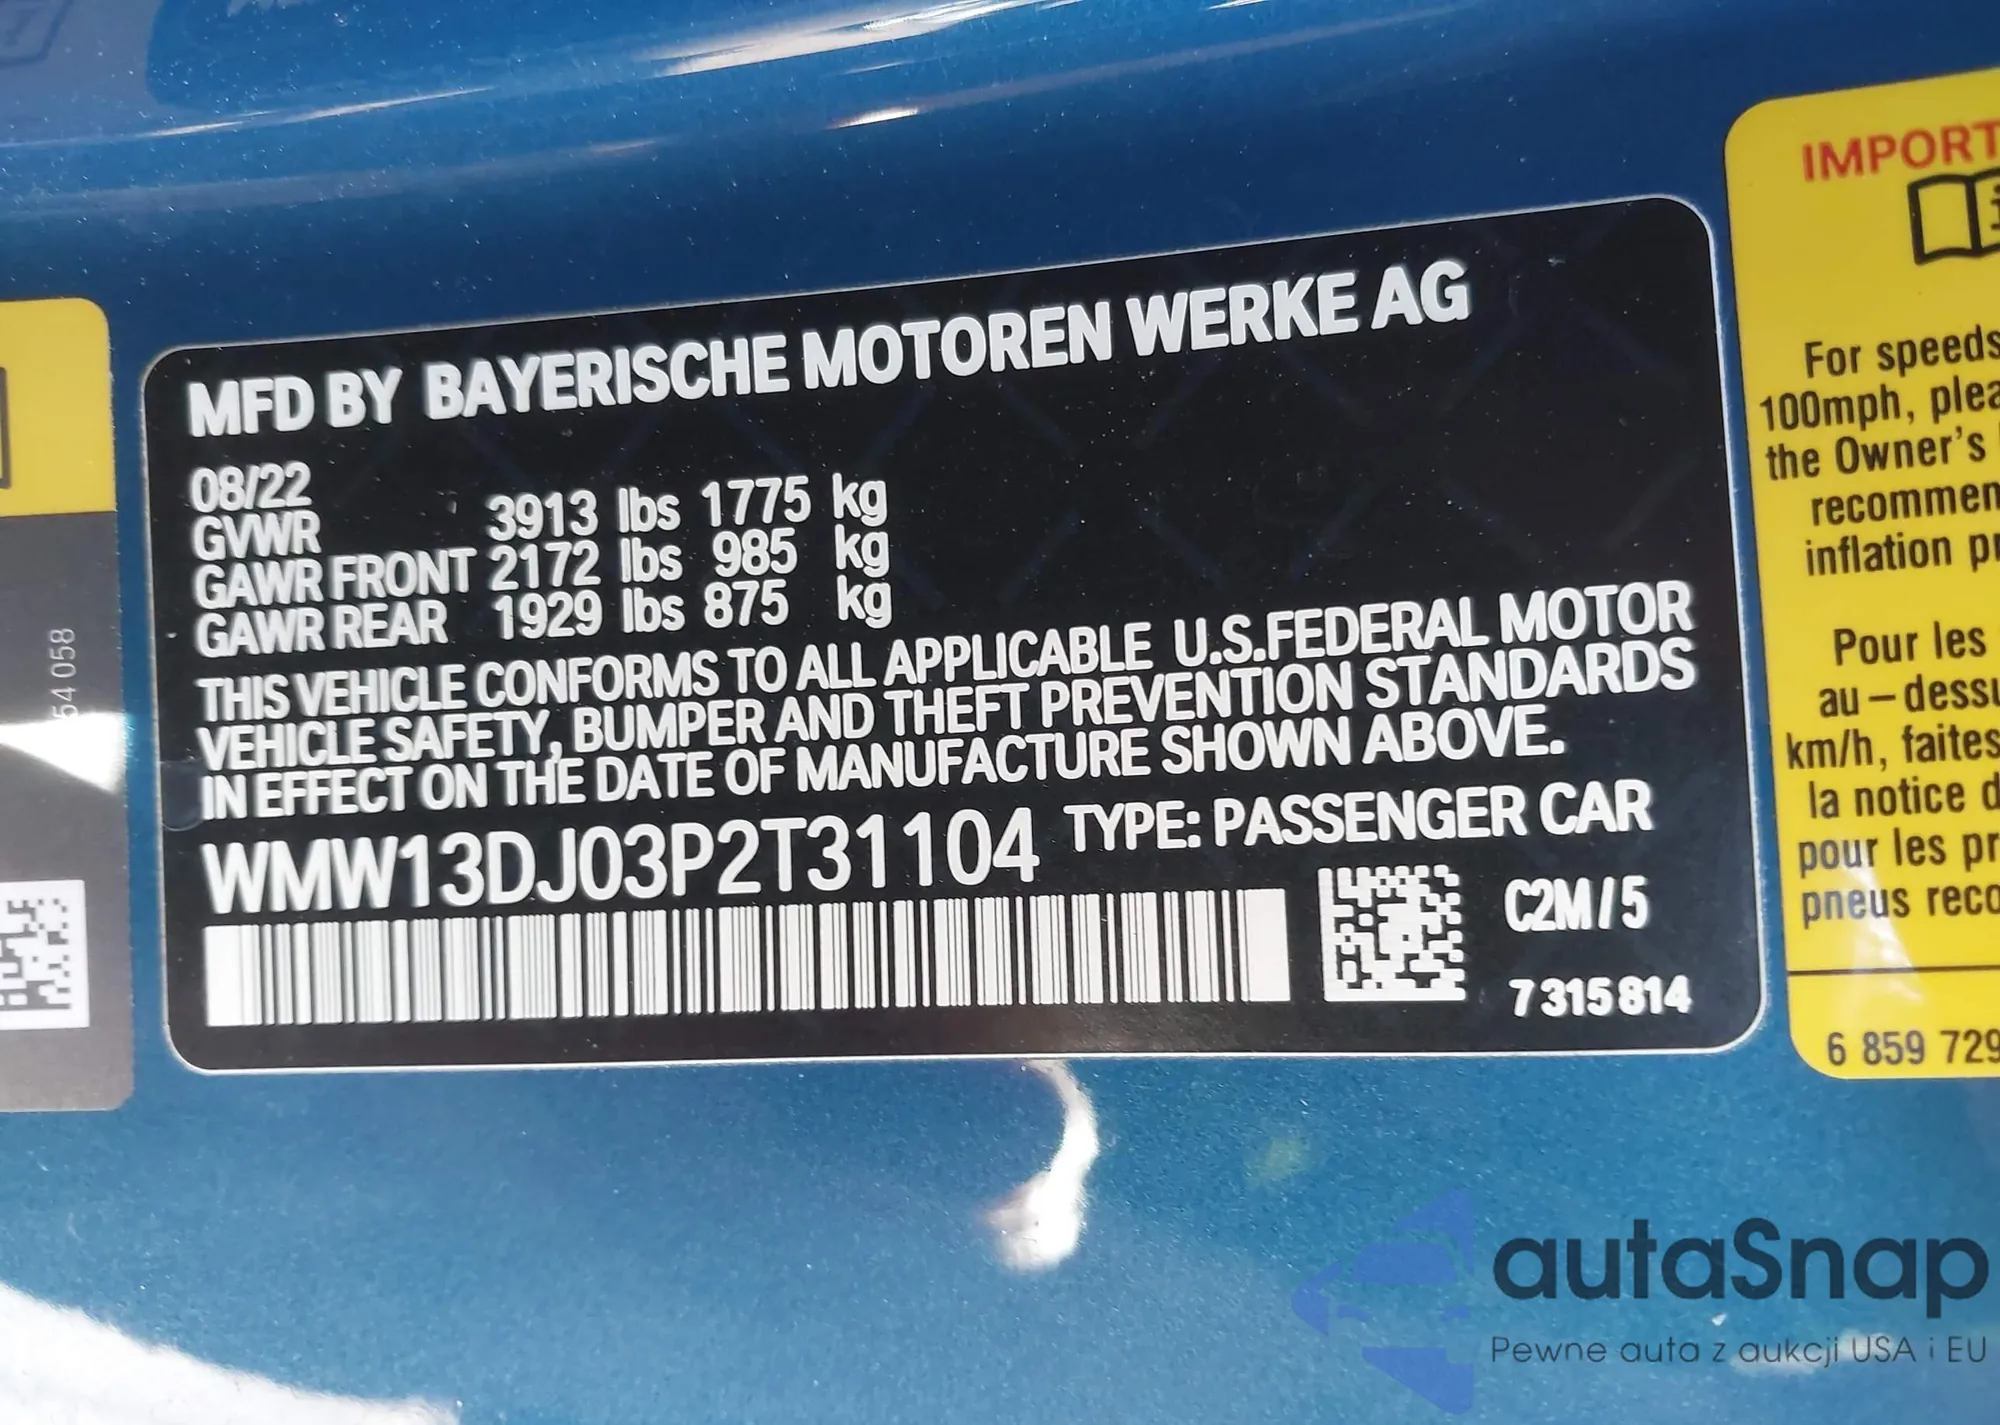 MFD BY BAYERISCHE MOTOREN WERKE AG
08/22
GVWR 3913 lbs 1775 kg
GAWR FRONT 2172 lbs 985 kg
GAWR REAR 1929 lbs 875 kg
THIS VEHICLE CONFORMS TO ALL APPLICABLE U.S.FEDERAL MOTOR
VEHICLE SAFETY, BUMPER AND THEFT PREVENTION STANDARDS
IN EFFECT ON THE DATE OF MANUFACTURE SHOWN ABOVE.
WMW13DJ03P2T31104 TYPE: PASSENGER CAR
C2M/5
7315814
54 058
IMPORT
For speeds
100mph, plea
the Owner's
recommen
inflation pr
Pour les
au-dessu
km/h, faites
la notice d
pour les pr
pneus reco
6 859 729
autaSnap
Pewne auta z aukcji USA i EU